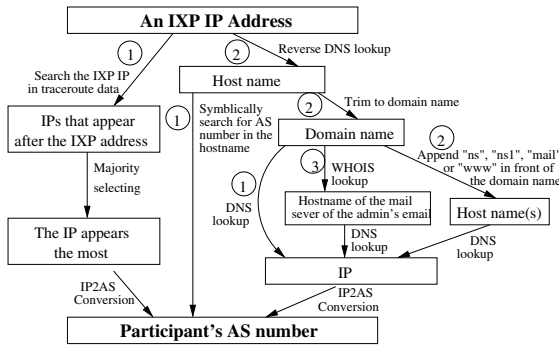 An IXP IP Address
1
2
Reverse DNS lookup
Search the IXP IP
in traceroute data
Host name
1
Symblically
search for AS
number in the
hostname
2
Trim to domain name
IPs that appear
after the IXP address
Domain name
2
Append "ns", "ns1", "mail"
or "www" in front of
the domain name
3
WHOIS
lookup
1
DNS
lookup
Majority
selecting
Hostname of the mail
sever of the admin's email
Host name(s)
The IP appears
the most
DNS
lookup
DNS
lookup
IP
IP2AS
Conversion
IP2AS
Conversion
Participant's AS number